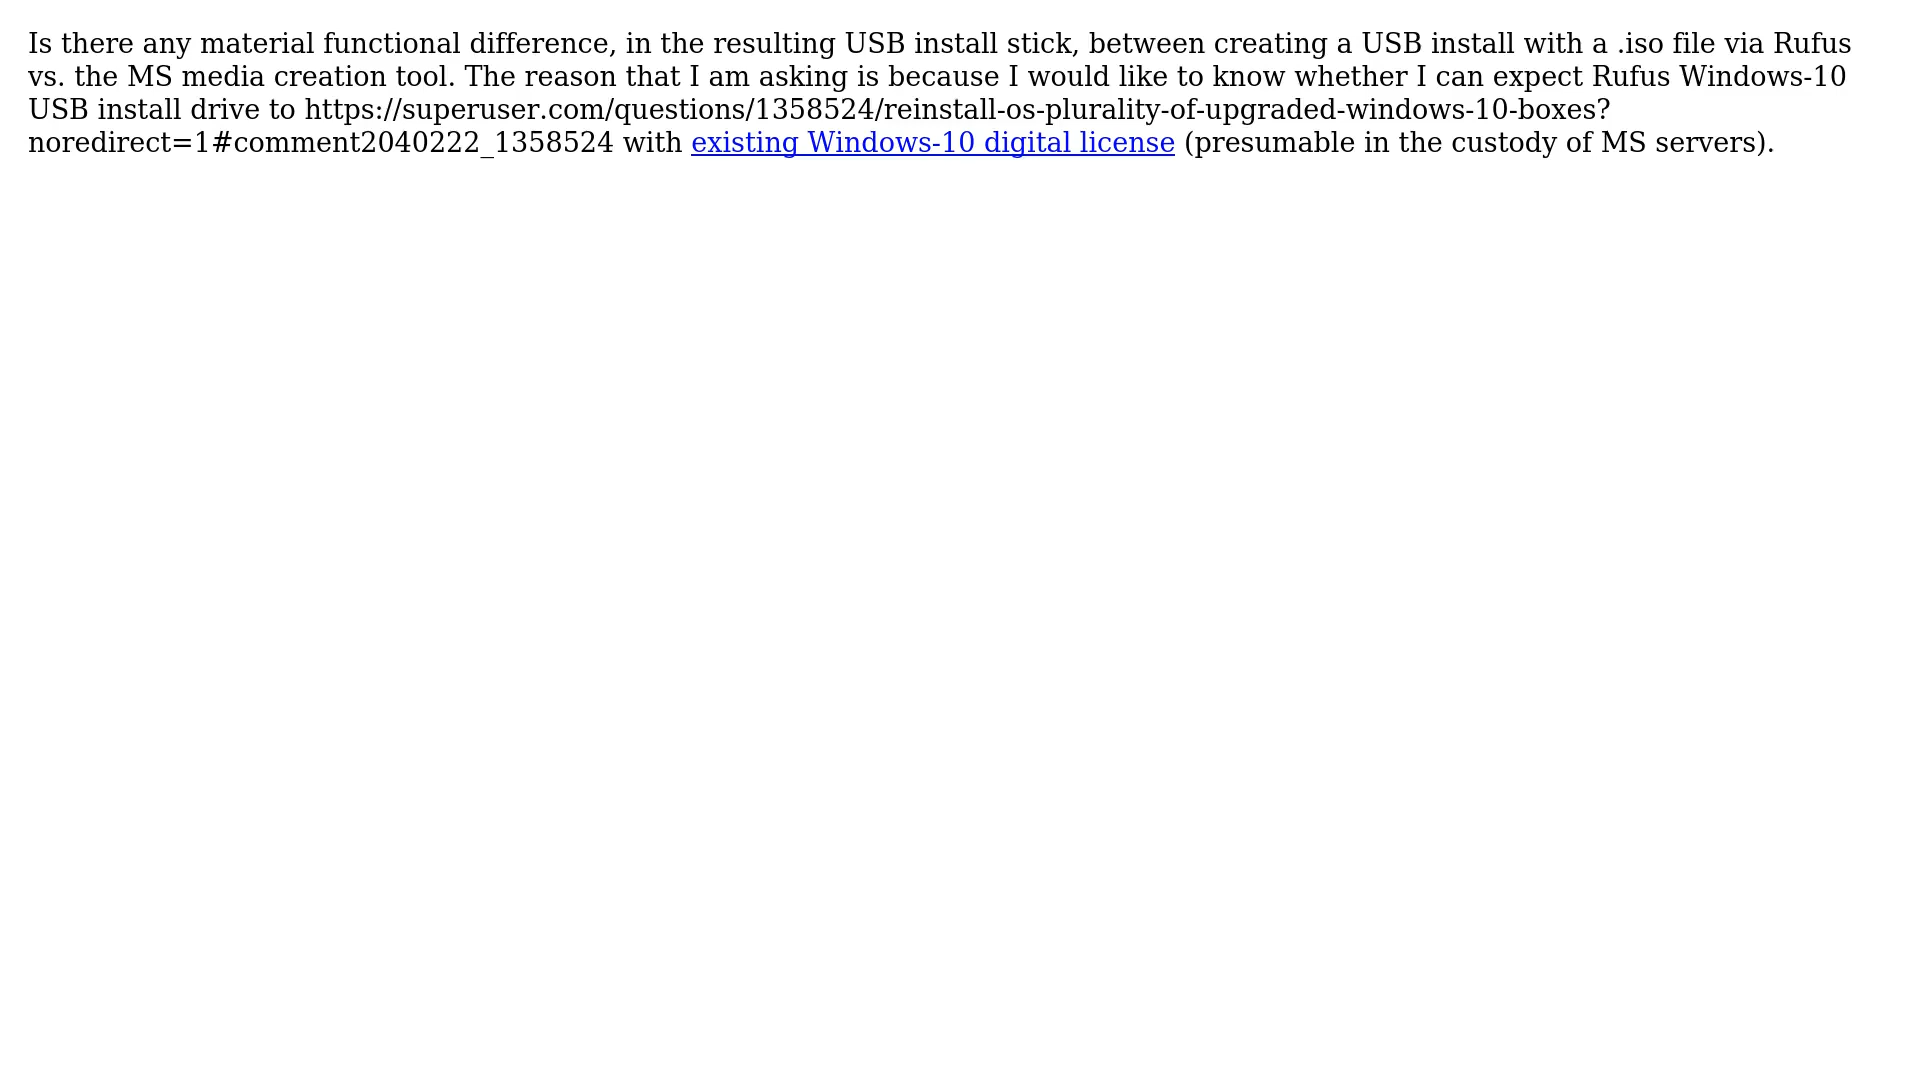 Is there any material functional difference, in the resulting USB install stick, between creating a USB install with a .iso file via Rufus
vs. the MS media creation tool. The reason that I am asking is because I would like to know whether I can expect Rufus Windows-10
USB install drive to https://superuser.com/questions/1358524/reinstall-os-plurality-of-upgraded-windows-10-boxes?
noredirect=1#comment2040222_1358524 with existing Windows-10 digital license (presumable in the custody of MS servers).